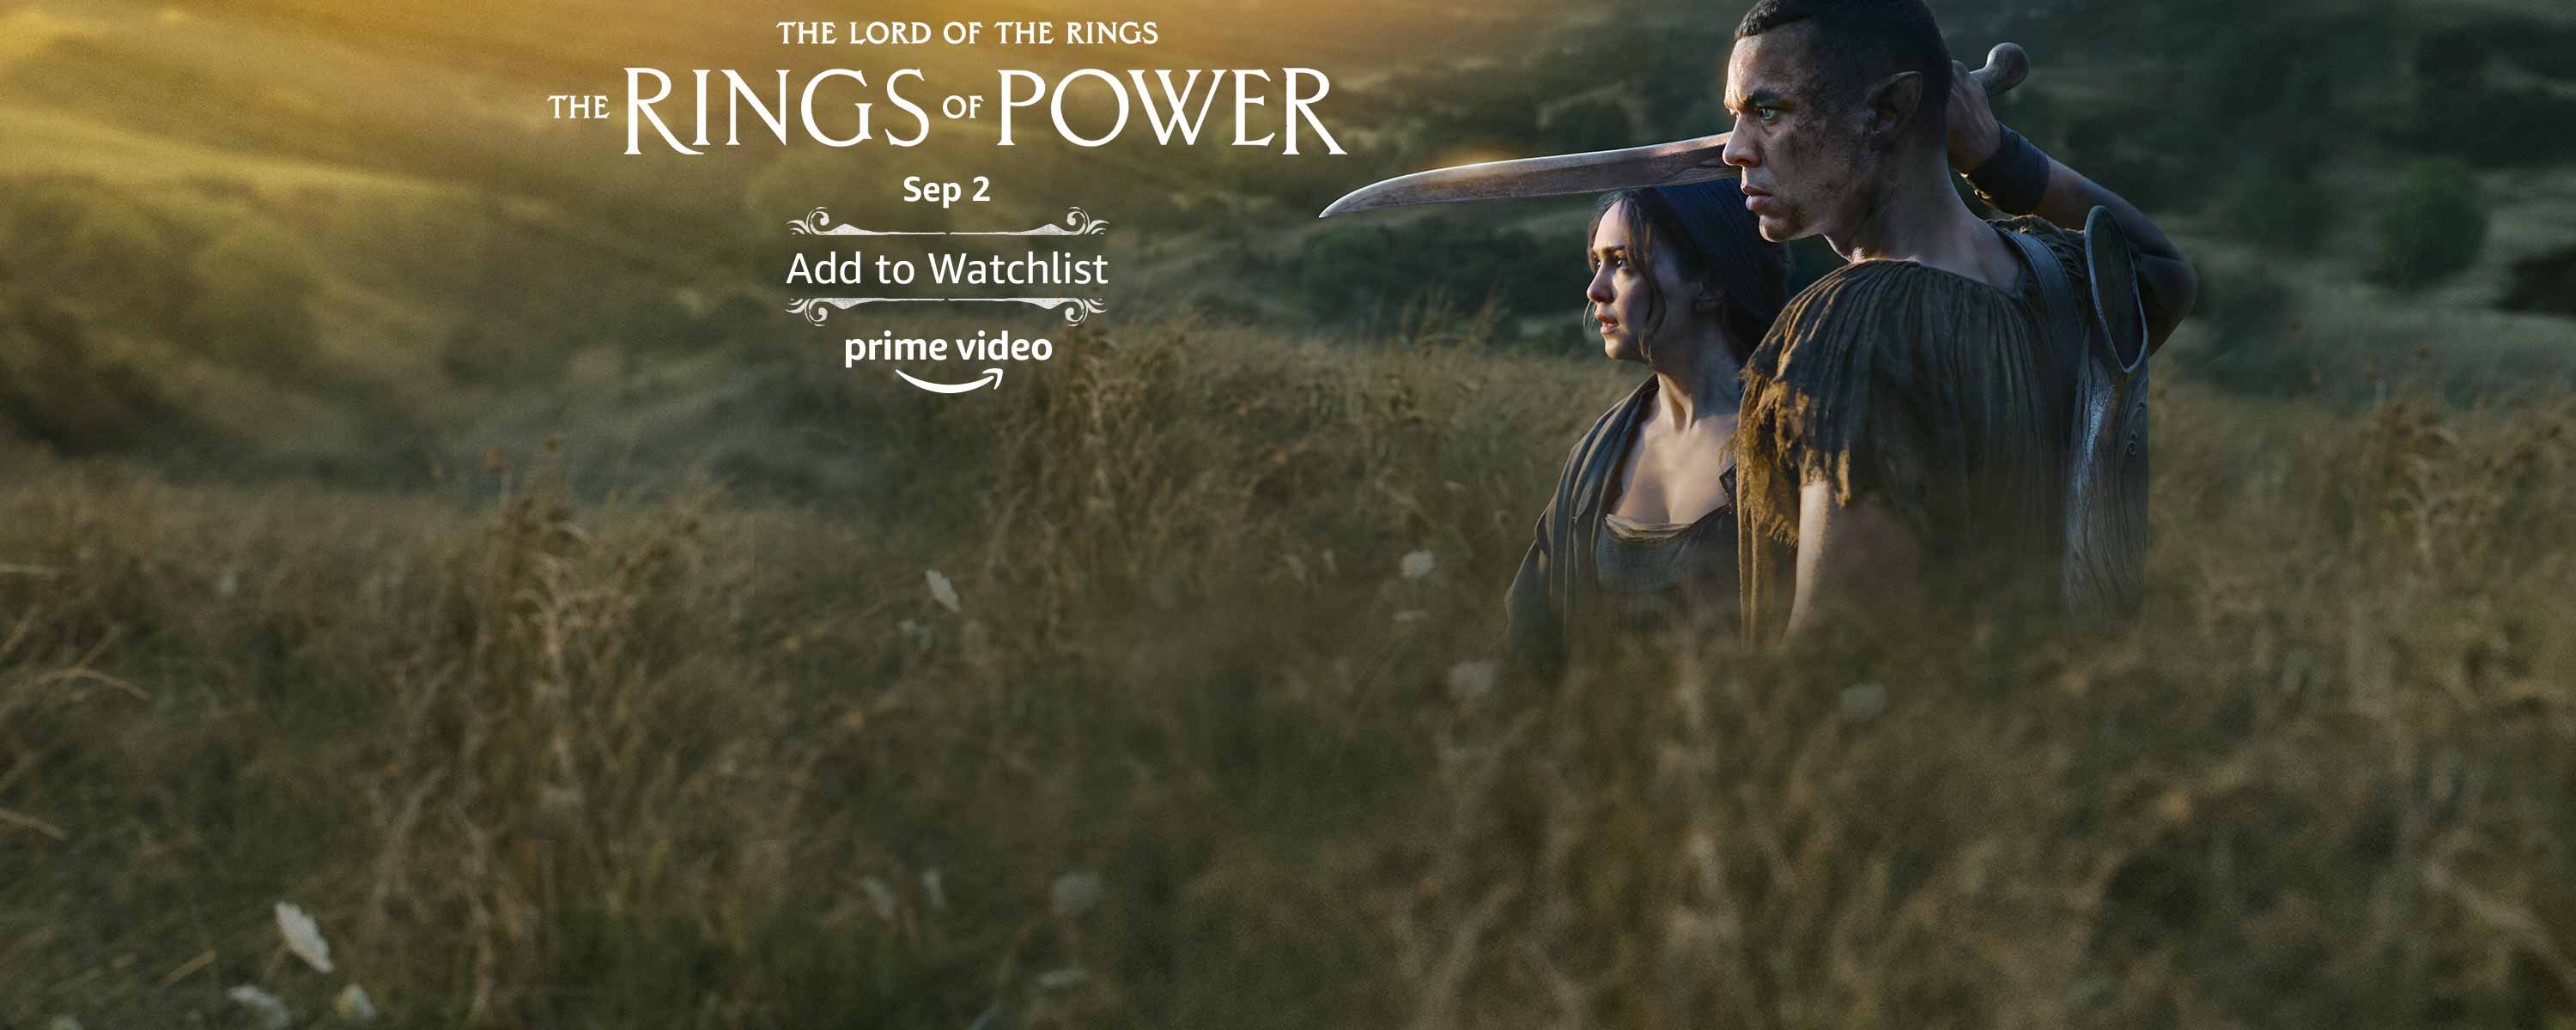 THE LORD OF THE RINGS
THE RINGS OF POWER
Sep 2
Add to Watchlist
prime video